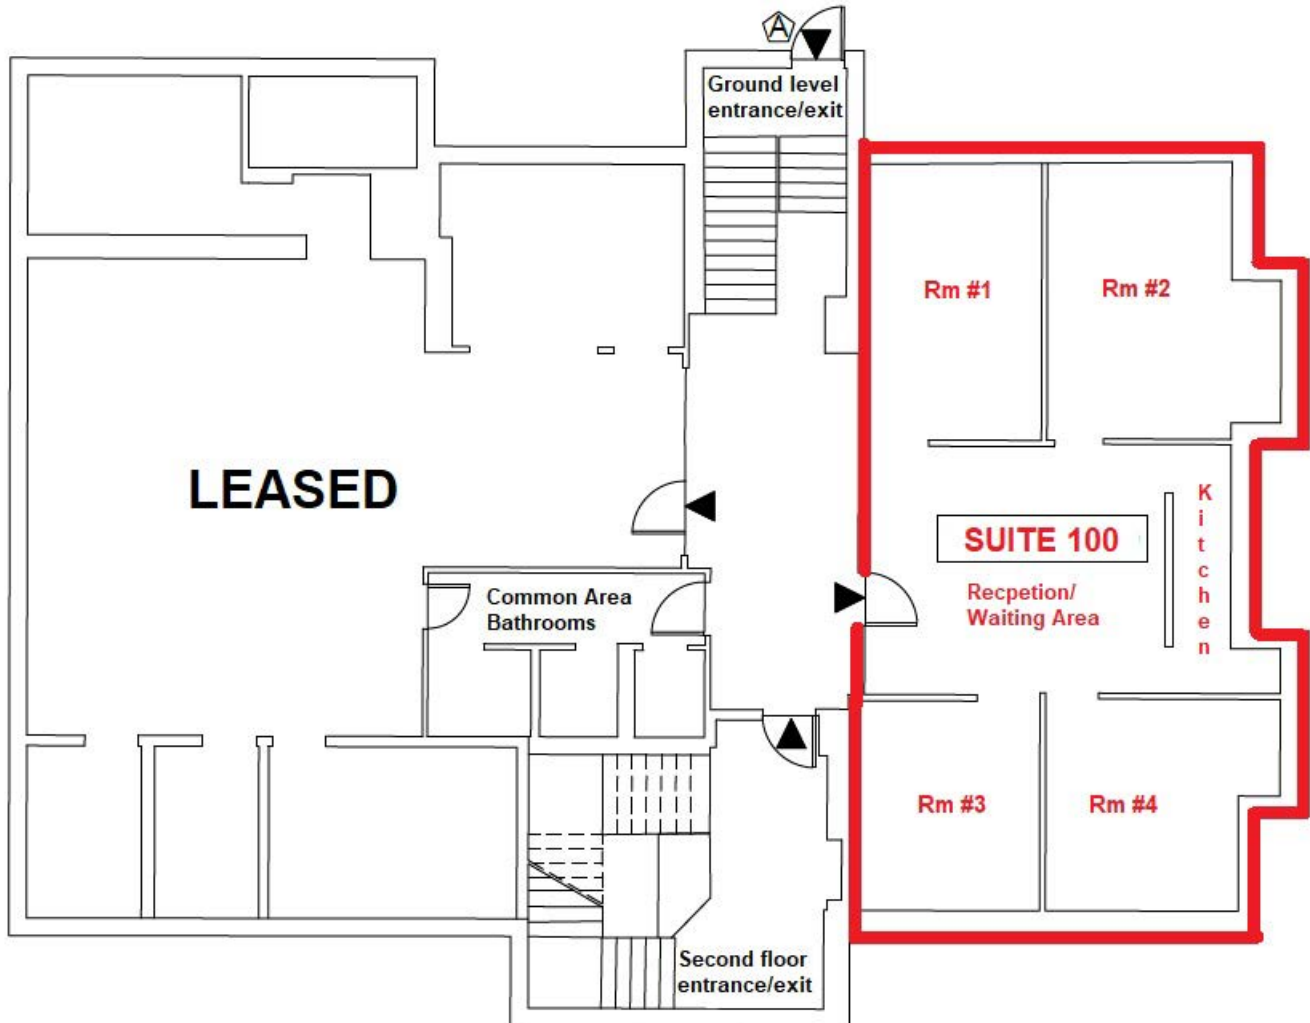 A
Ground level
entrance/exit
Rm #1
Rm #2
LEASED
SUITE 100
Kitchen
Recpetion/
Waiting Area
Common Area
Bathrooms
Rm #3
Rm #4
Second floor
entrance/exit